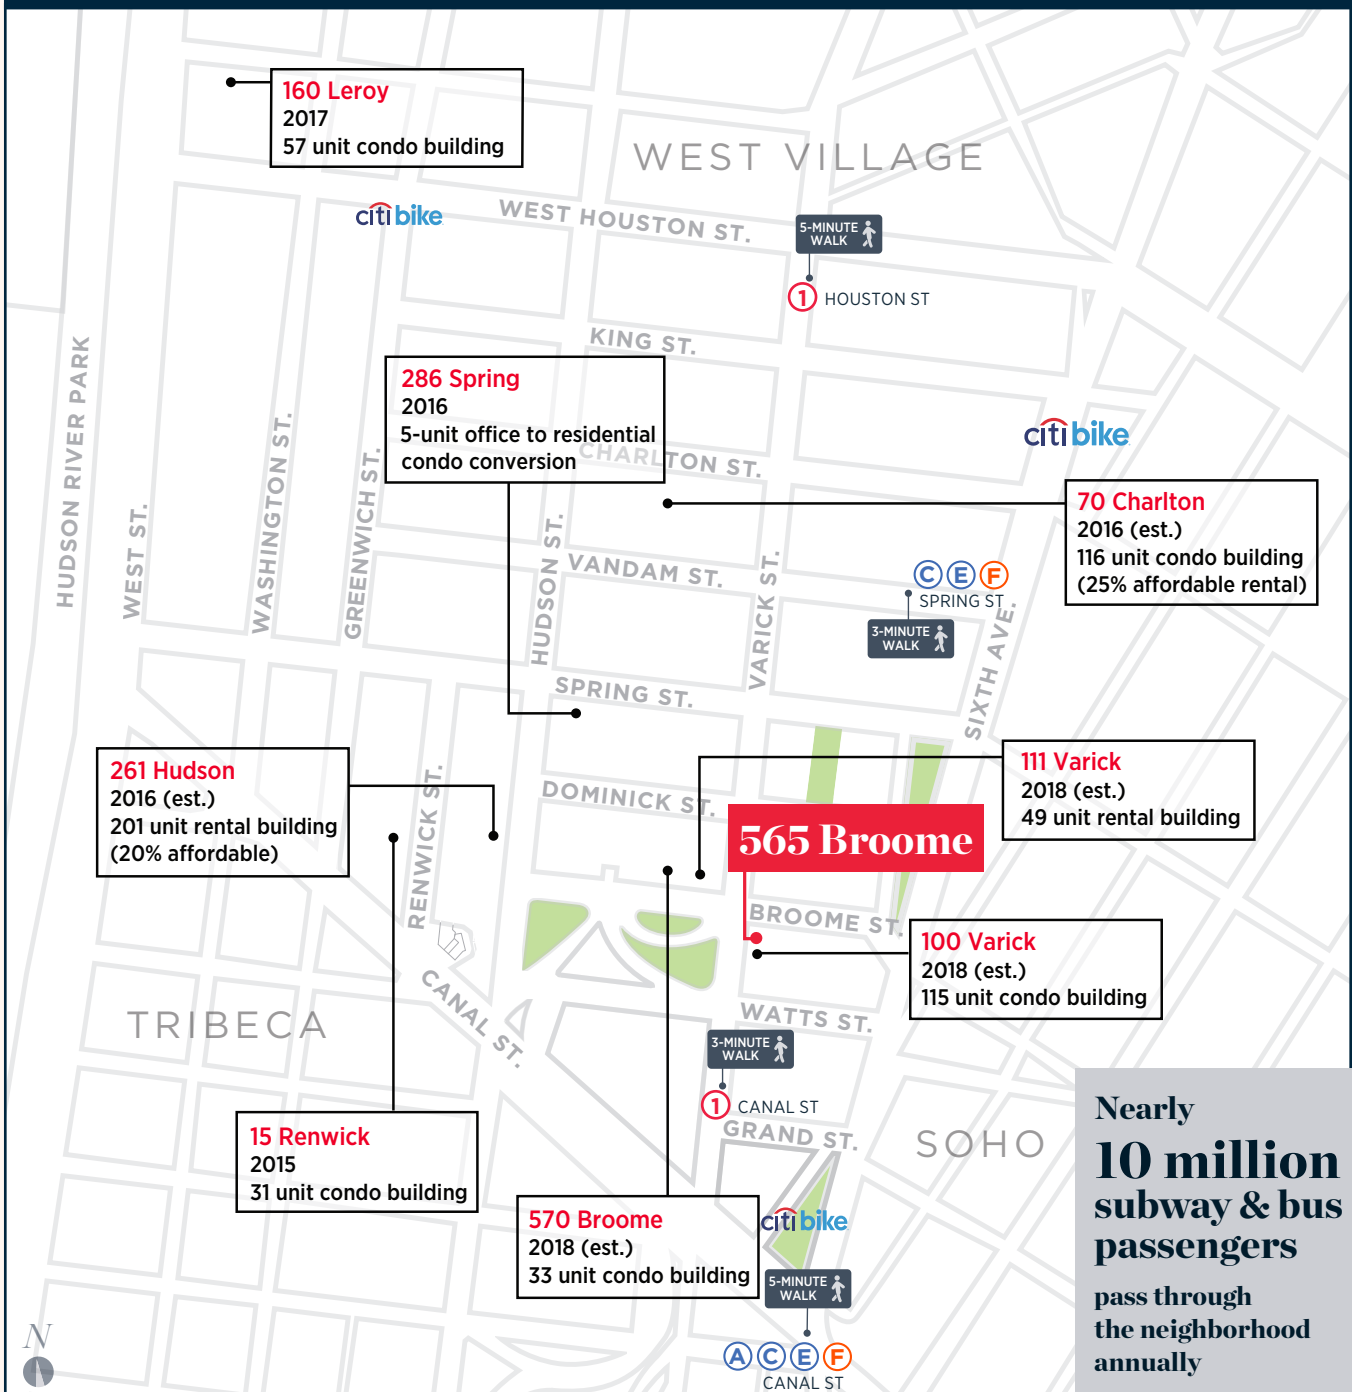 160 Leroy
2017
57 unit condo building
WEST VILLAGE
citi bike
WEST HOUSTON ST.
5-MINUTE
WALK
1 HOUSTON ST
KING ST.
HUDSON RIVER PARK
286 Spring
2016
5-unit office to residential
condo conversion
CHARLTON ST.
citi bike
70 Charlton
2016 (est.)
116 unit condo building
(25% affordable rental)
WEST ST.
WASHINGTON ST.
GREENWICH ST.
HUDSON ST.
VANDAM ST.
VARICK ST.
C E F
SPRING ST
3-MINUTE
WALK
SIXTH AVE.
SPRING ST.
261 Hudson
2016 (est.)
201 unit rental building
(20% affordable)
RENWICK ST.
DOMINICK ST.
111 Varick
2018 (est.)
49 unit rental building
565 Broome
BROOME ST.
100 Varick
2018 (est.)
115 unit condo building
CANAL ST.
TRIBECA
WATTS ST.
3-MINUTE
WALK
1 CANAL ST
GRAND ST.
SOHO
15 Renwick
2015
31 unit condo building
570 Broome
2018 (est.)
33 unit condo building
citi bike
5-MINUTE
WALK
A C E F
CANAL ST
Nearly
10 million
subway & bus
passengers
pass through
the neighborhood
annually
N